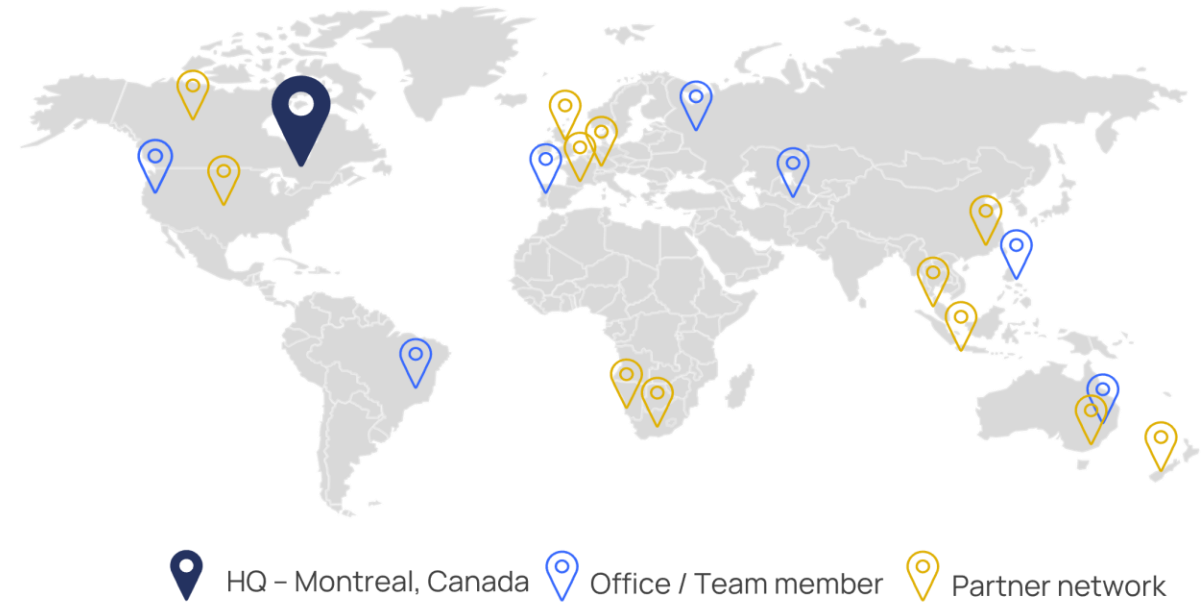 HQ – Montreal, Canada
Office / Team member
Partner network